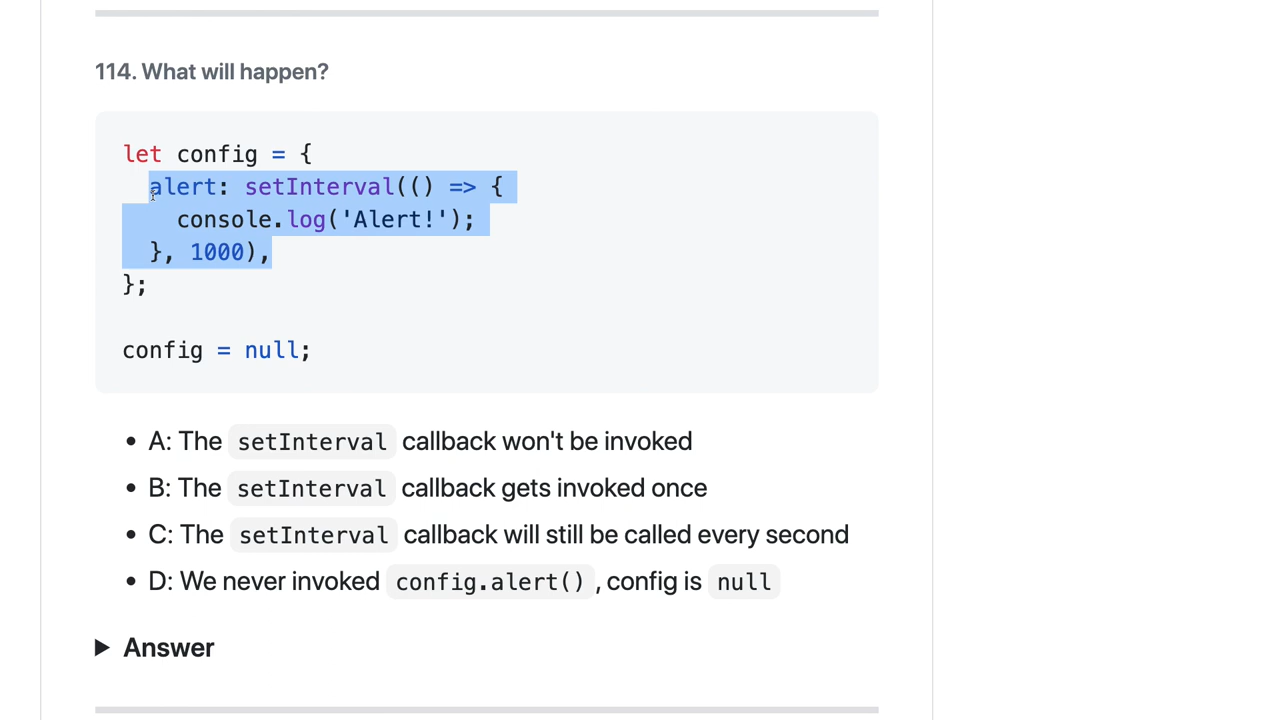 114. What will happen?
let config = {
  alert: setInterval(() => {
    console.log('Alert!');
  }, 1000),
};
config = null;
• A: The setInterval callback won't be invoked
• B: The setInterval callback gets invoked once
• C: The setInterval callback will still be called every second
• D: We never invoked config.alert() , config is null
▶ Answer